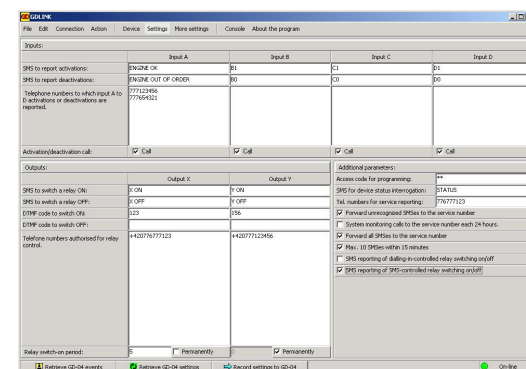 GDLINK
File Edit Connection Action Device Settings More settings Console About the program
Inputs:
Input A Input B Input C Input D
SMS to report activations: ENGINE OK B1 C1 D1
SMS to report deactivations: ENGINE OUT OF ORDER B0 C0 D0
Telephone numbers to which input A to
D activations or deactivations are
reported.
777123456
777654321
Activation/deactivation call: Call Call Call Call
Outputs:
Output X Output Y
SMS to switch a relay ON: X ON Y ON
SMS to switch a relay OFF: X OFF Y OFF
DTMF code to switch ON: 123 156
DTMF code to switch OFF:
Telefone numbers authorised for relay
control.
+420776777123 +420777123456
Relay switch-on period: 5 Permanently Permanently
Additional parameters:
Access code for programming: **
SMS for device status interrogation: STATUS
Tel. numbers for service reporting: 776777123
Forward unrecognized SMSes to the service number
System monitoring calls to the service number each 24 hours.
Forward all SMSes to the service number
Max. 10 SMSes within 15 minutes
SMS reporting of dialling-in-controlled relay switching on/off
SMS reporting of SMS-controlled relay switching on/off
Retrieve GD-04 events Retrieve GD-04 settings Record settings to GD-04 On-line